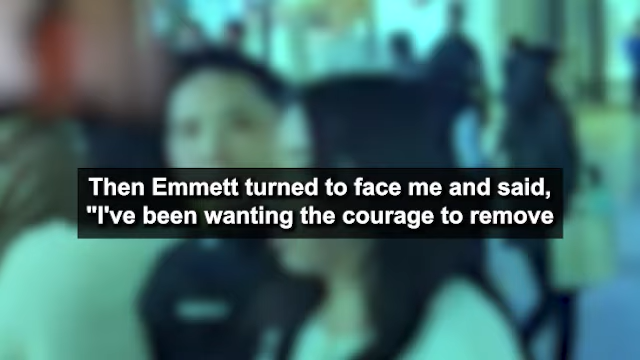 Then Emmett turned to face me and said,
"I've been wanting the courage to remove